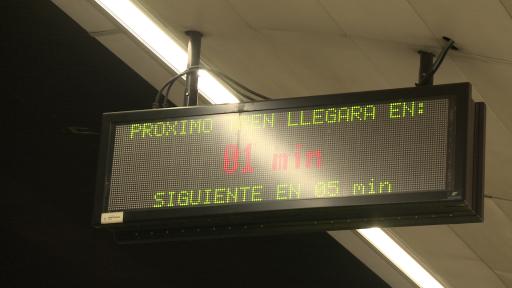 PROXIMO LLEGARA EN:
01 min
SIGUIENTE EN 05 min